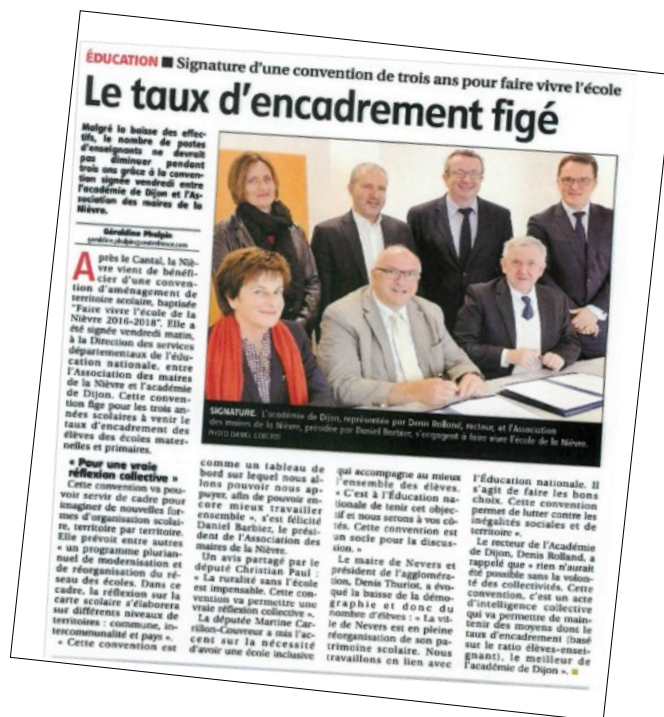 ÉDUCATION ■ Signature d'une convention de trois ans pour faire vivre l'école
Le taux d'encadrement figé
Malgré la baisse des effec-
tifs, le nombre de postes
d'enseignants ne devrait
pas diminuer pendant
trois ans grâce à la conven-
tion signée vendredi entre
l'académie de Dijon et l'As-
sociation des maires de la
Nièvre.
Géraldine Phulpin
Après le Cantal, la Niè-
vre vient de bénéfi-
cier d'une conven-
tion d'aménagement de
territoire scolaire, baptisée
"Faire vivre l'école de la
Nièvre 2016-2018". Elle a
été signée vendredi matin,
à la Direction des services
départementaux de l'édu-
cation nationale, entre
l'Association des maires
de la Nièvre et l'académie
de Dijon. Cette conven-
tion fige pour les trois an-
nées scolaires à venir le
taux d'encadrement des
élèves des écoles mater-
nelles et primaires.
SIGNATURE. L'académie de Dijon, représentée par Denis Rolland, recteur, et l'Association
des maires de la Nièvre, présidée par Daniel Barbier, s'engagent à faire vivre l'école de la Nièvre.
PHOTO DANIEL
« Pour une vraie
réflexion collective »
Cette convention va pou-
voir servir de cadre pour
imaginer de nouvelles for-
mes d'organisation scolai-
re, territoire par territoire.
Elle prévoit entre autres
« un programme plurian-
nuel de modernisation et
de réorganisation du ré-
seau des écoles. Dans ce
cadre, la réflexion sur la
carte scolaire s'élaborera
sur différents niveaux de
territoires : commune, in-
tercommunalité et pays ».
« Cette convention est
comme un tableau de
bord sur lequel nous al-
lons pouvoir nous ap-
puyer, afin de pouvoir en-
core mieux travailler
ensemble », s'est félicité
Daniel Barbier, le prési-
dent de l'Association des
maires de la Nièvre.
Un avis partagé par le
député Christian Paul :
« La ruralité sans l'école
est impensable. Cette con-
vention va permettre une
vraie réflexion collective ».
La députée Martine Car-
rillon-Couvreur a mis l'ac-
cent sur la nécessité
d'avoir une école inclusive
qui accompagne au mieux
l'ensemble des élèves.
« C'est à l'Éducation na-
tionale de tenir cet objec-
tif et nous serons à vos cô-
tés. Cette convention est
un socle pour la discus-
sion. »
Le maire de Nevers et
président de l'aggloméra-
tion, Denis Thuriot, a évo-
qué la baisse de la démo-
graphie et donc du
nombre d'élèves : « La vil-
le de Nevers est en pleine
réorganisation de son pa-
trimoine scolaire. Nous
travaillons en lien avec
l'Éducation nationale. Il
s'agit de faire les bons
choix. Cette convention
permet de lutter contre les
inégalités sociales et de
territoire ».
Le recteur de l'Académie
de Dijon, Denis Rolland, a
rappelé que « rien n'aurait
été possible sans la volon-
té des collectivités. Cette
convention, c'est un acte
d'intelligence collective
qui va permettre de main-
tenir des moyens dont le
taux d'encadrement (basé
sur le ratio élèves-ensei-
gnant), le meilleur de
l'académie de Dijon ». ■